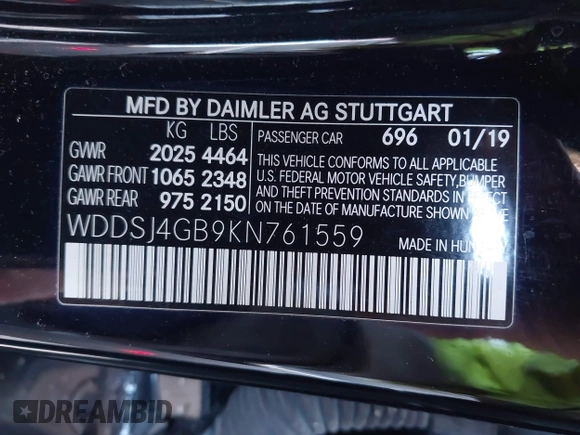 MFD BY DAIMLER AG STUTTGART
KG LBS
GWWR 2025 4464
GAWR FRONT 1065 2348
GAWR REAR 975 2150
PASSENGER CAR 696 01/19
THIS VEHICLE CONFORMS TO ALL APPLICABLE
U.S. FEDERAL MOTOR VEHICLE SAFETY, BUMPER
AND THEFT PREVENTION STANDARDS IN EFFECT
ON THE DATE OF MANUFACTURE SHOWN ABOVE.
WDDSJ4GB9KN761559
MADE IN
DREAMBID